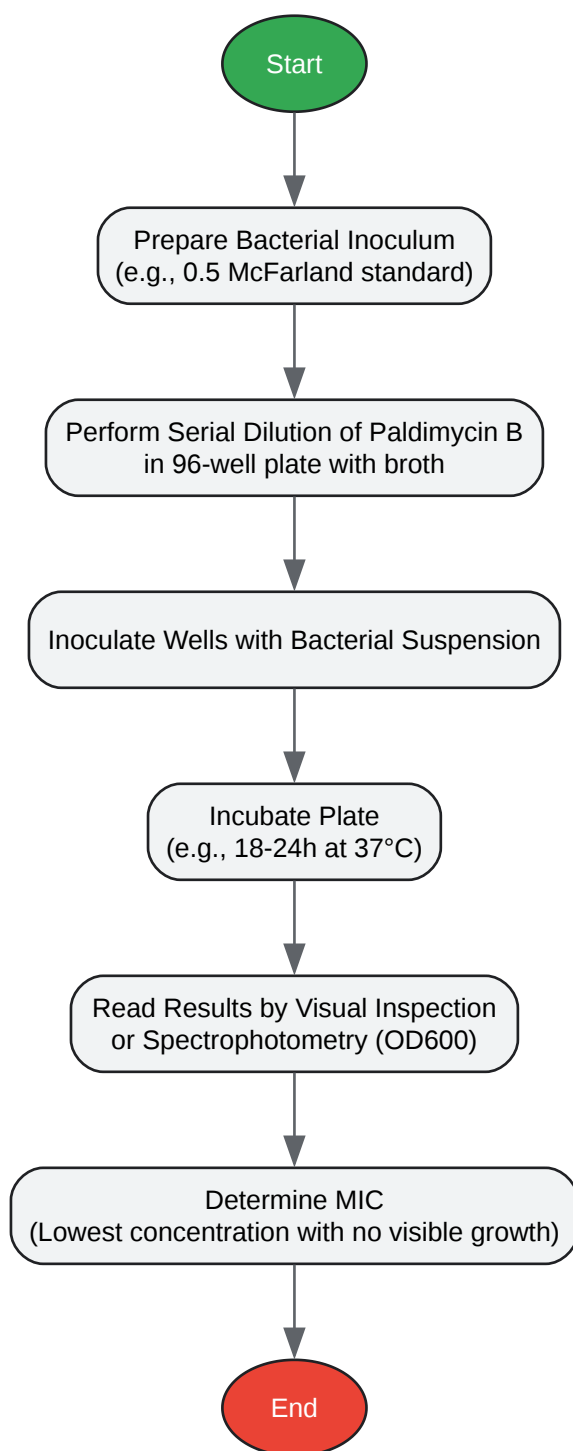 Start
Prepare Bacterial Inoculum
(e.g., 0.5 McFarland standard)
Perform Serial Dilution of Paldimycin B
in 96-well plate with broth
Inoculate Wells with Bacterial Suspension
Incubate Plate
(e.g., 18-24h at 37°C)
Read Results by Visual Inspection
or Spectrophotometry (OD600)
Determine MIC
(Lowest concentration with no visible growth)
End